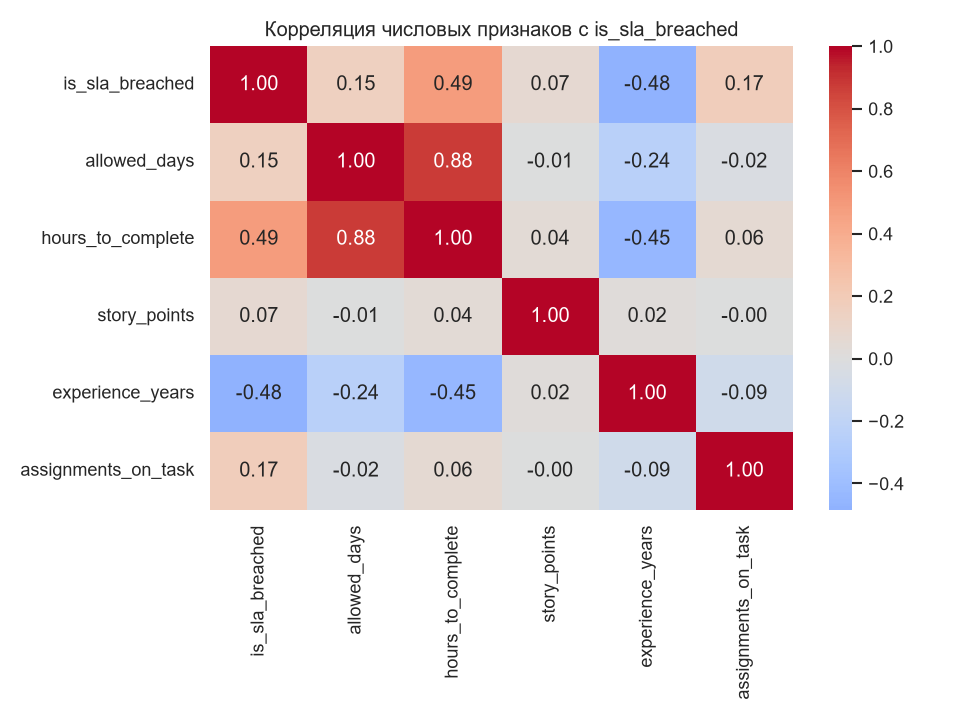 Корреляция числовых признаков с is_sla_breached
is_sla_breached 1.00 0.15 0.49 0.07 -0.48 0.17
allowed_days 0.15 1.00 0.88 -0.01 -0.24 -0.02
hours_to_complete 0.49 0.88 1.00 0.04 -0.45 0.06
story_points 0.07 -0.01 0.04 1.00 0.02 -0.00
experience_years -0.48 -0.24 -0.45 0.02 1.00 -0.09
assignments_on_task 0.17 -0.02 0.06 -0.00 -0.09 1.00
is_sla_breached
allowed_days
hours_to_complete
story_points
experience_years
assignments_on_task
1.0
0.8
0.6
0.4
0.2
0.0
−0.2
−0.4